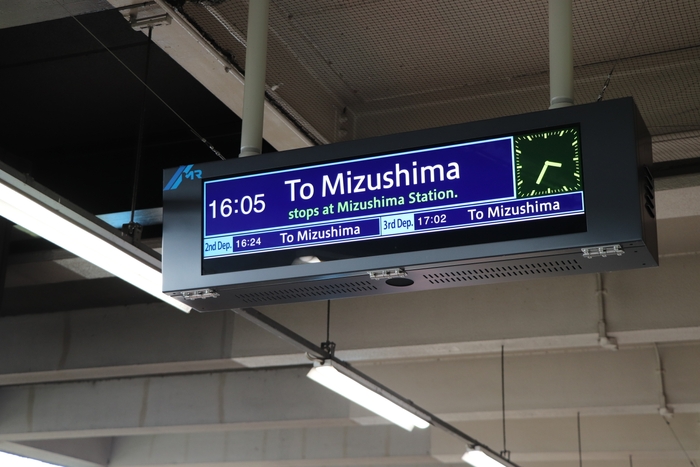 MR
16:05 To Mizushima
stops at Mizushima Station.
2nd Dep. 16:24 To Mizushima 3rd Dep. 17:02 To Mizushima